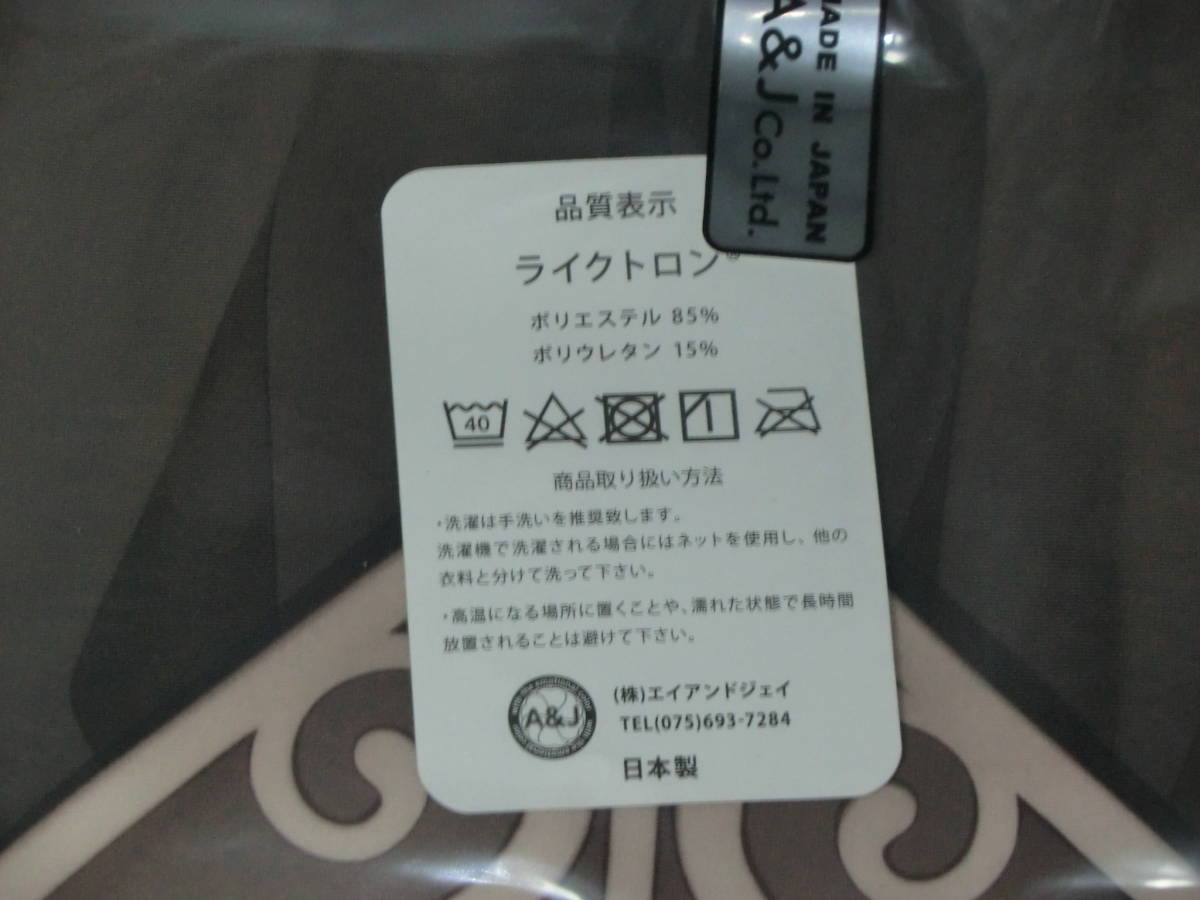 MADE IN JAPAN
A&J Co.Ltd.
品質表示
ライクトロン®
ポリエステル 85%
ポリウレタン 15%
40
商品取り扱い方法
・洗濯は手洗いを推奨致します。
洗濯機で洗濯される場合にはネットを使用し、他の
衣料と分けて洗って下さい。
・高温になる場所に置くことや、濡れた状態で長時間
放置されることは避けて下さい。
A&J
(株)エイアンドジェイ
TEL(075)693-7284
日本製